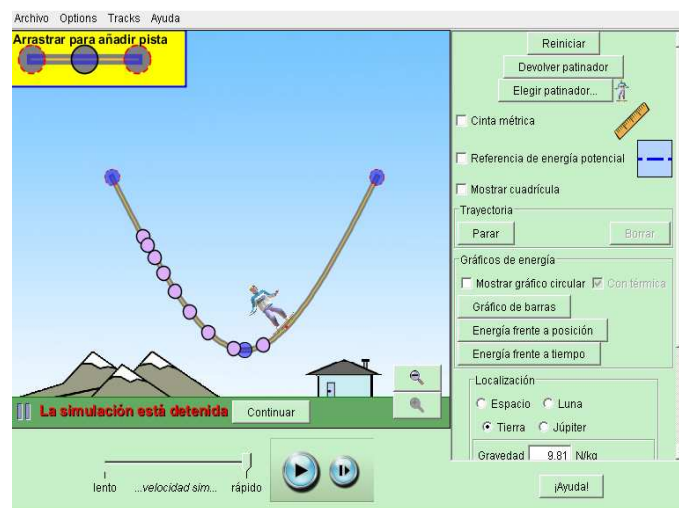 Archivo Options Tracks Ayuda
Arrastrar para añadir pista
Reiniciar
Devolver patinador
Elegir patinador...
Cinta métrica
Referencia de energía potencial
Mostrar cuadrícula
Trayectoria
Parar Borrar
Gráficos de energía
Mostrar gráfico circular Con térmica
Gráfico de barras
Energía frente a posición
Energía frente a tiempo
Localización
Espacio Luna
Tierra Júpiter
Gravedad 9.81 N/kg
La simulación está detenida Continuar
lento ...velocidad sim... rápido
¡Ayuda!